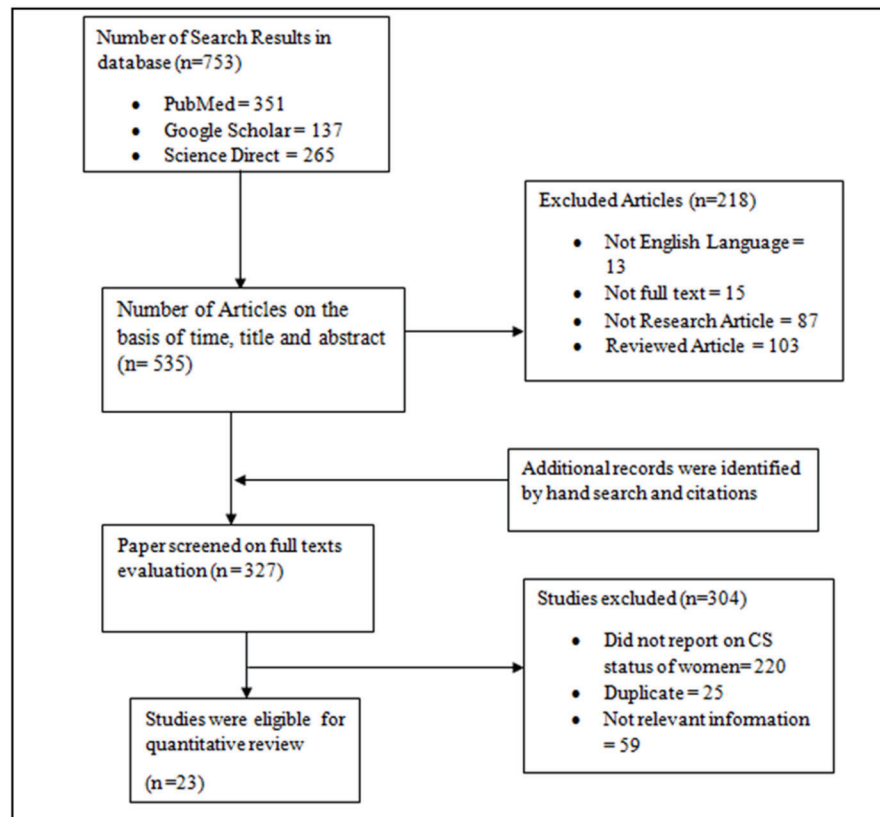 Number of Search Results in
database (n=753)
• PubMed = 351
• Google Scholar = 137
• Science Direct = 265
Excluded Articles (n=218)
• Not English Language =
13
• Not full text = 15
• Not Research Article = 87
• Reviewed Article = 103
Number of Articles on the
basis of time, title and abstract
(n= 535)
Additional records were identified
by hand search and citations
Paper screened on full texts
evaluation (n = 327)
Studies excluded (n=304)
• Did not report on CS
status of women= 220
• Duplicate = 25
• Not relevant information
= 59
Studies were eligible for
quantitative review
(n=23)